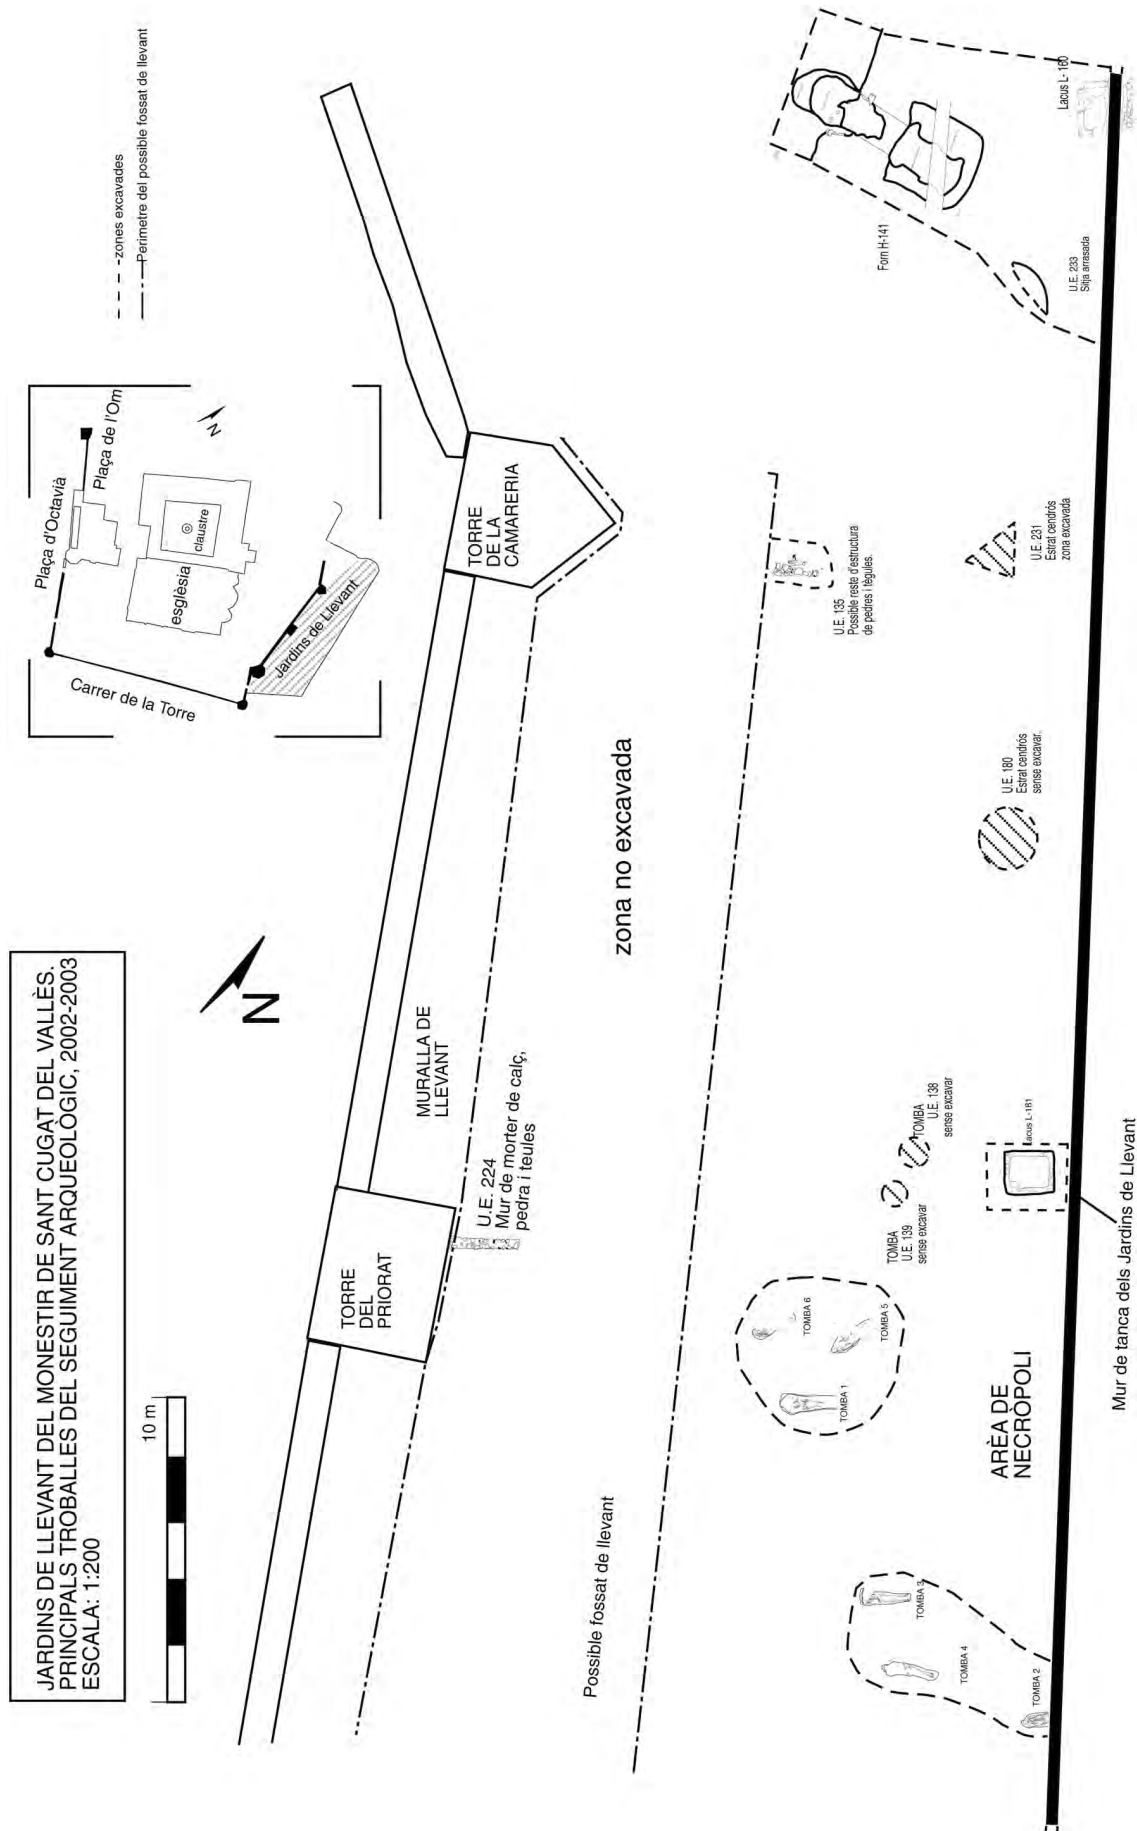 JARDINS DE LLEVANT DEL MONESTIR DE SANT CUGAT DEL VALLÈS.
PRINCIPALS TROBALLES DEL SEGUIMENT ARQUEOLÒGIC, 2002-2003
ESCALA: 1:200
10 m
N
Plaça d'Octavià
Plaça de l'Om
claustre
església
N
Jardins de Llevant
Carrer de la Torre
zones excavades
Perímetre del possible fossat de llevant
TORRE
DEL
PRIORAT
MURALLA DE
LLEVANT
U.E. 224
Mur de morter de calç,
pedra i teules
TORRE
DE LA
CAMARERIA
zona no excavada
Possible fossat de llevant
U.E. 135
Possible reste d'estructura
de pedres i tègules.
Forn H-141
Lacus L-160
U.E. 233
Sitja arrasada
U.E. 231
Estrat cendrós
zona excavada
U.E. 180
Estrat cendrós
sense excavar.
TOMBA
U.E. 138
sense excavar
TOMBA
U.E. 139
sense excavar
Lacus L-181
TOMBA 6
TOMBA 5
TOMBA 1
ARÈA DE
NECRÒPOLI
TOMBA 3
TOMBA 4
TOMBA 2
Mur de tanca dels Jardins de Llevant